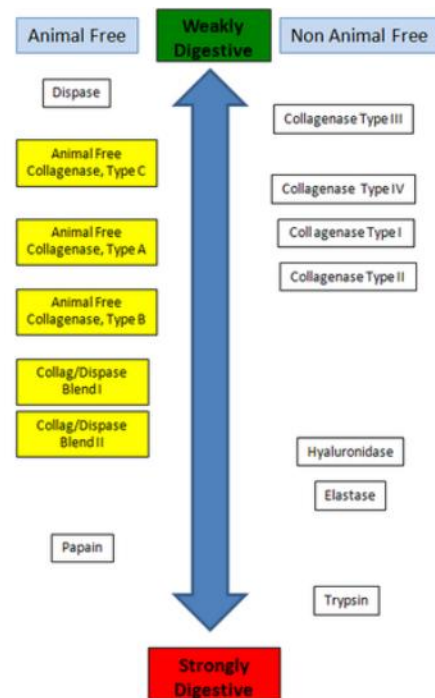 Animal Free
Weakly
Digestive
Non Animal Free
Dispase
Collagenase Type III
Animal Free
Collagenase, Type C
Collagenase Type IV
Animal Free
Collagenase, Type A
Collagenase Type I
Collagenase Type II
Animal Free
Collagenase, Type B
Collag/Dispase
Blend I
Collag/Dispase
Blend II
Hyaluronidase
Elastase
Papain
Trypsin
Strongly
Digestive